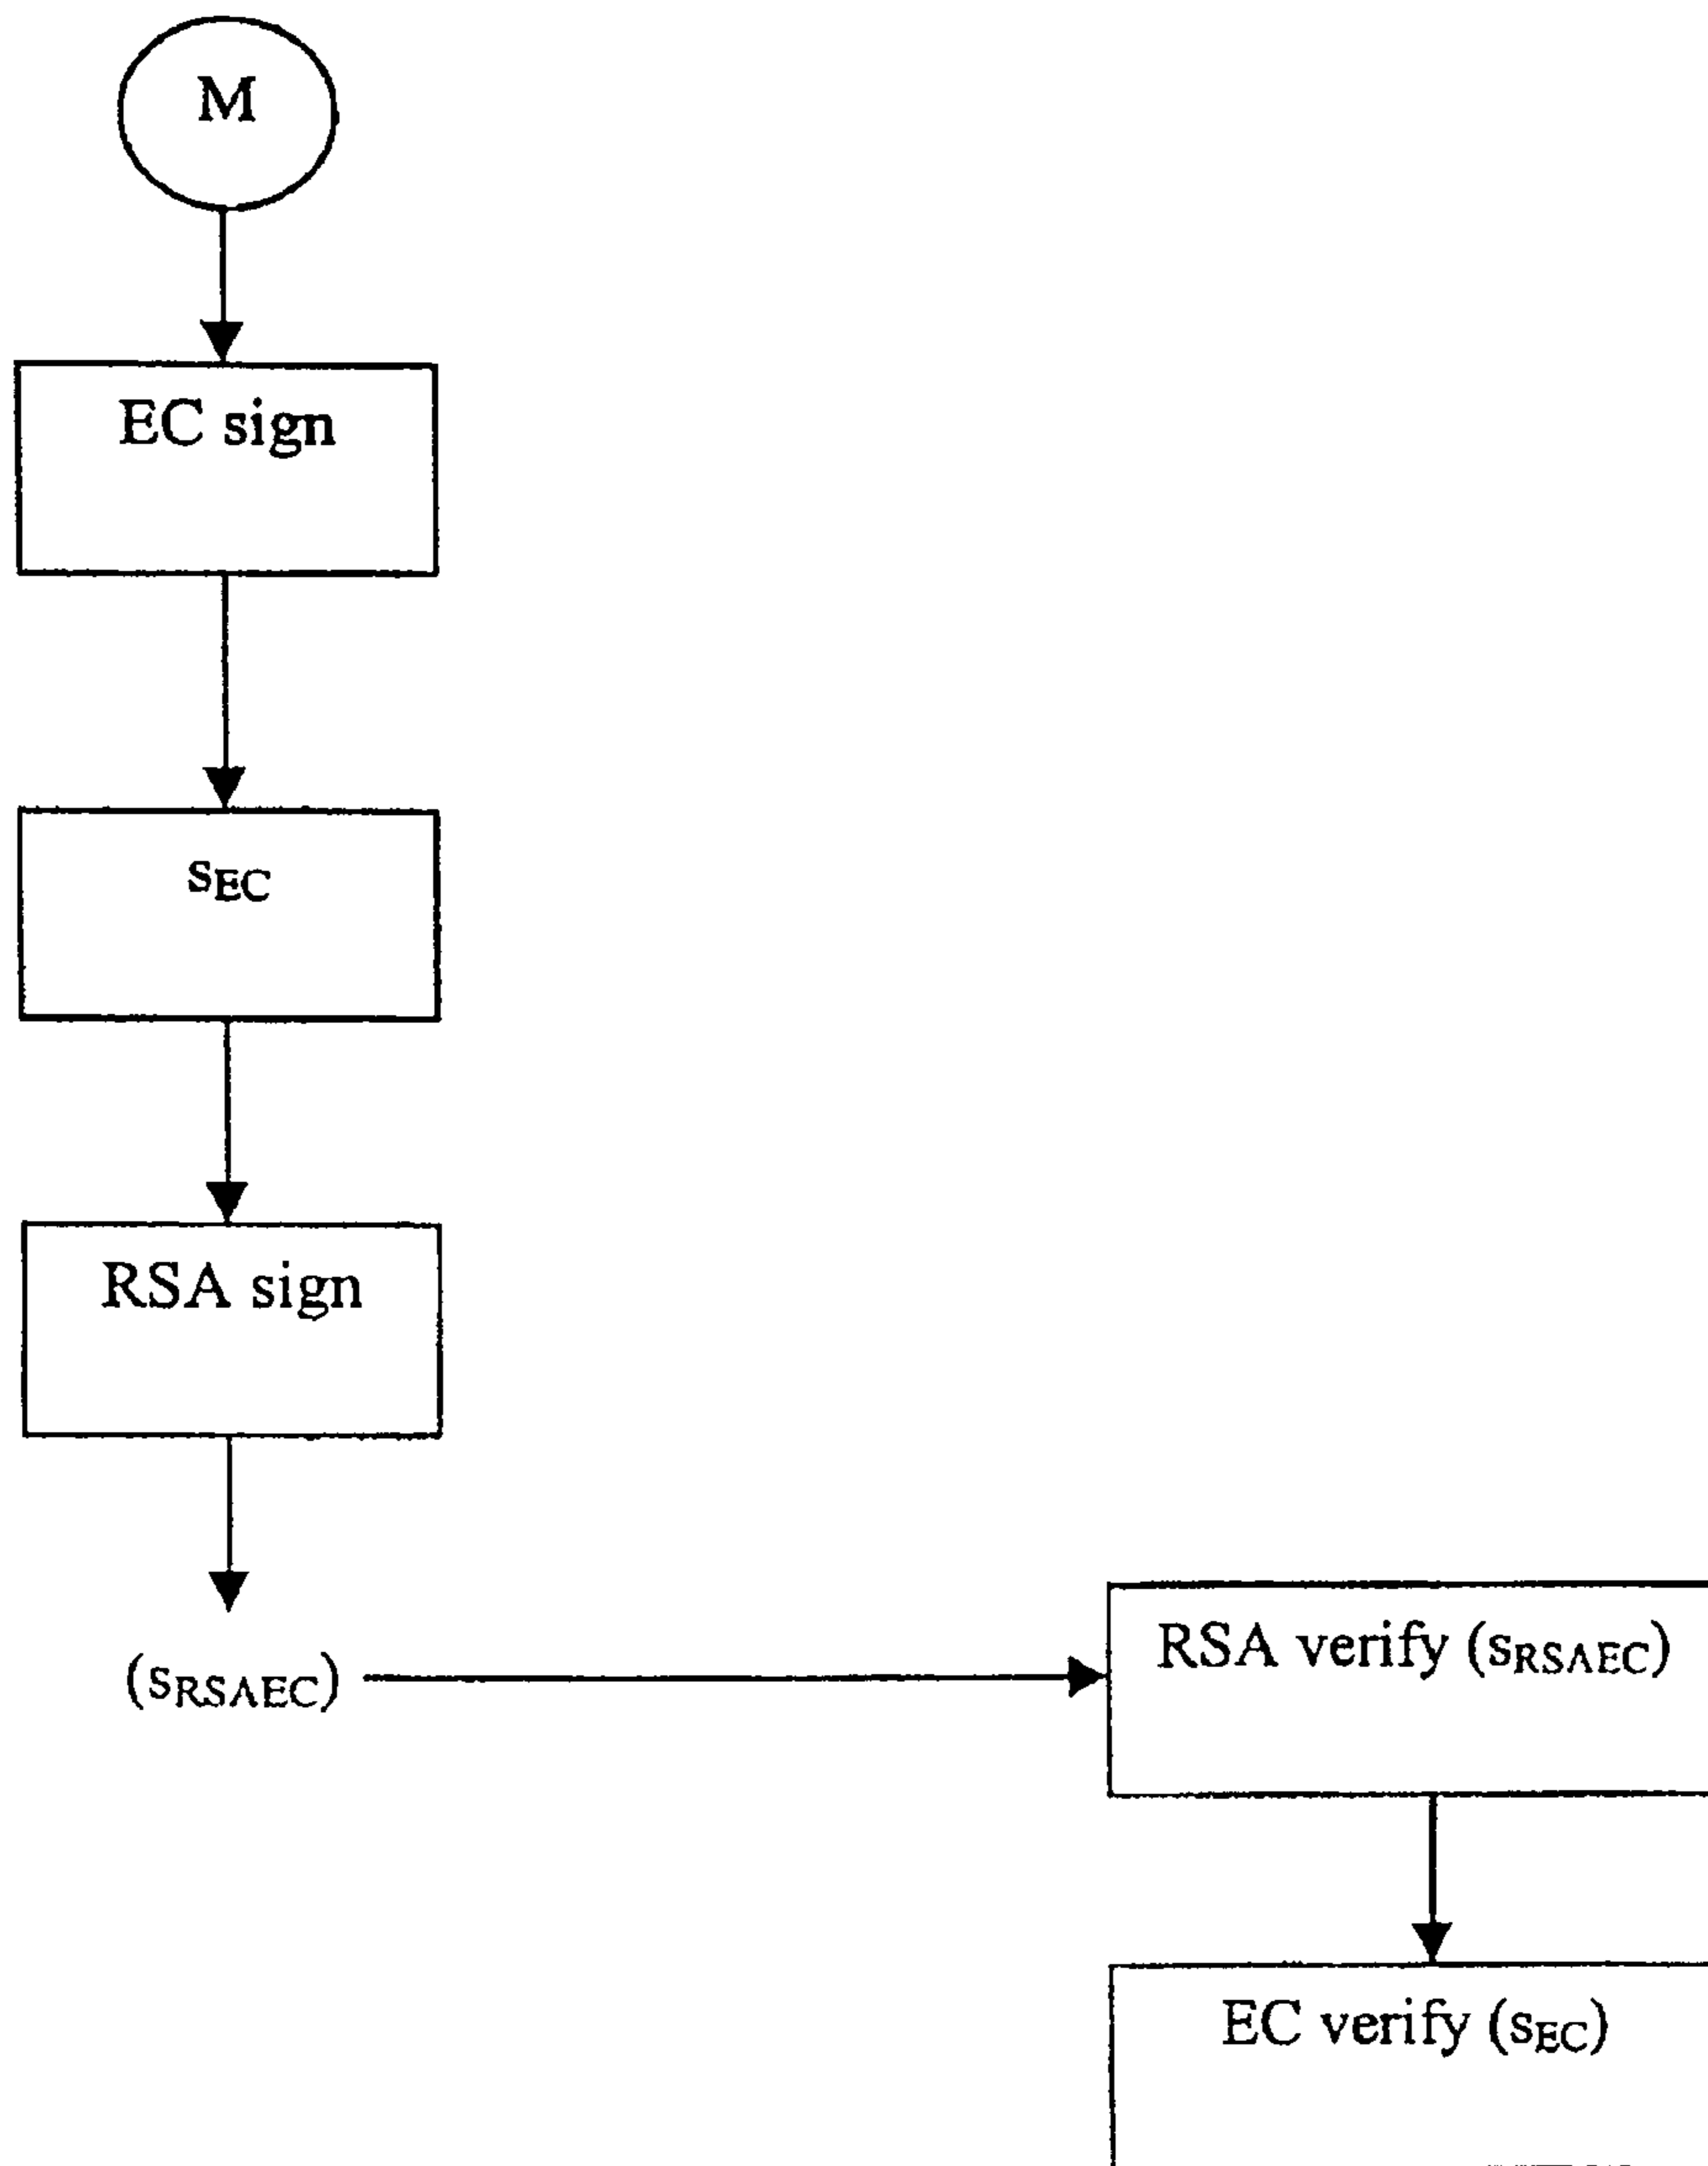 M
EC sign
sEC
RSA sign
(sRSAEC)
RSA verify (sRSAEC)
EC verify (sEC)